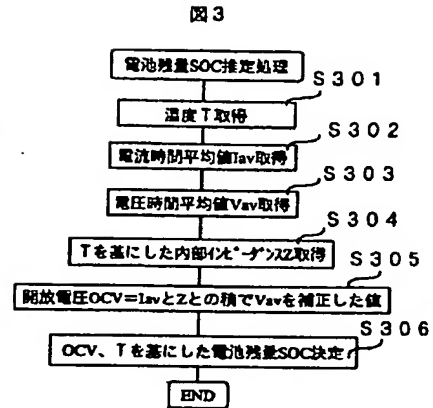 図3
電池残量SOC推定処理
S301
温度T取得
S302
電流時間平均値Iav取得
S303
電圧時間平均値Vav取得
S304
Tを基にした内部インピーダンスZ取得
S305
開放電圧OCV=IavとZとの積でVavを補正した値
S306
OCV、Tを基にした電池残量SOC決定
END